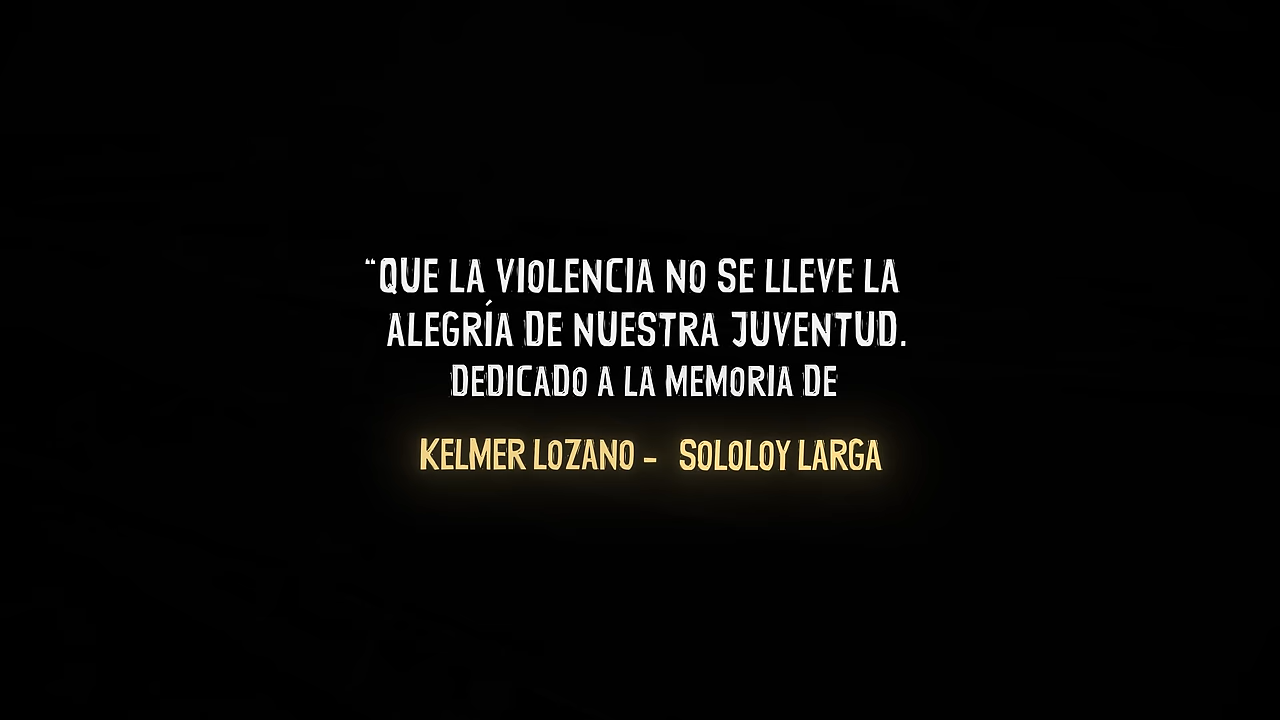 "QUE LA VIOLENCIA NO SE LLEVE LA
ALEGRÍA DE NUESTRA JUVENTUD.
DEDICADO A LA MEMORIA DE
KELMER LOZANO - SOLOLOY LARGA